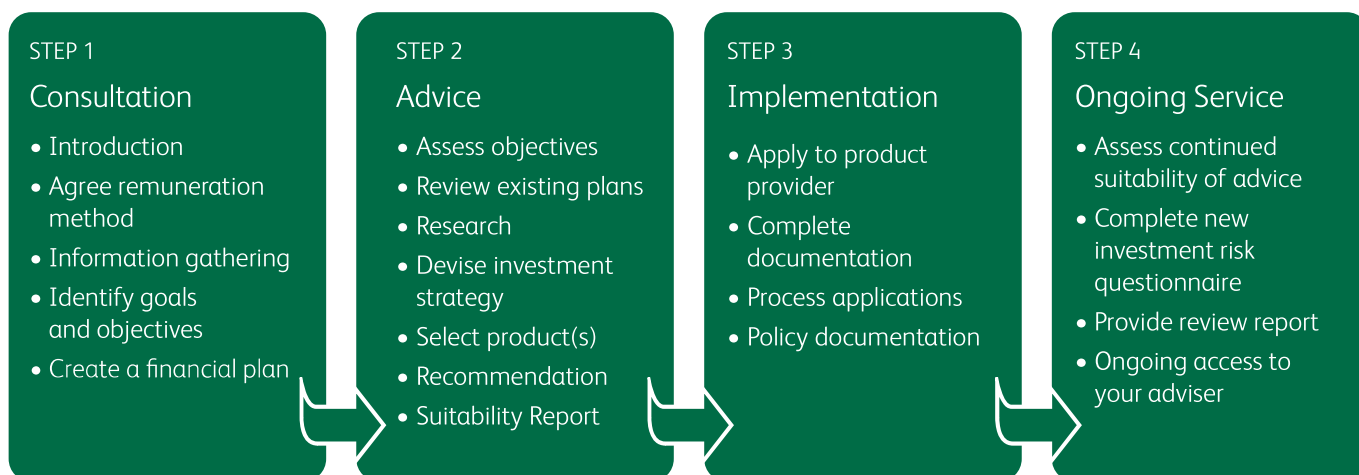 STEP 1
Consultation
• Introduction
• Agree remuneration
method
• Information gathering
• Identify goals
and objectives
• Create a financial plan
STEP 2
Advice
• Assess objectives
• Review existing plans
• Research
• Devise investment
strategy
• Select product(s)
• Recommendation
• Suitability Report
STEP 3
Implementation
• Apply to product
provider
• Complete
documentation
• Process applications
• Policy documentation
STEP 4
Ongoing Service
• Assess continued
suitability of advice
• Complete new
investment risk
questionnaire
• Provide review report
• Ongoing access to
your adviser